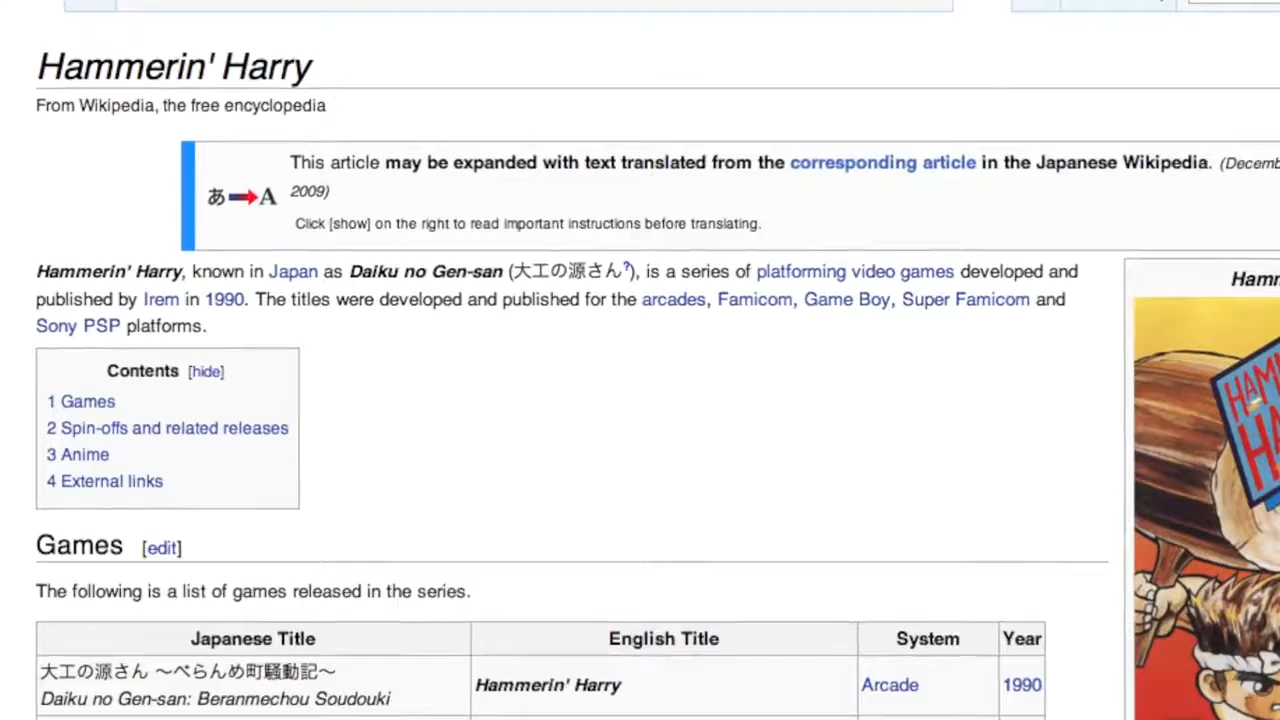 Hammerin' Harry
From Wikipedia, the free encyclopedia
This article may be expanded with text translated from the corresponding article in the Japanese Wikipedia.
2009)
あ A
Click [show] on the right to read important instructions before translating.
Hammerin' Harry, known in Japan as Daiku no Gen-san (大工の源さん?), is a series of platforming video games developed and
published by Irem in 1990. The titles were developed and published for the arcades, Famicom, Game Boy, Super Famicom and
Sony PSP platforms.
Contents [hide]
1 Games
2 Spin-offs and related releases
3 Anime
4 External links
Games [edit]
The following is a list of games released in the series.
Japanese Title English Title System Year
大工の源さん 〜べらんめ町騒動記〜
Daiku no Gen-san: Beranmechou Soudouki Hammerin' Harry Arcade 1990